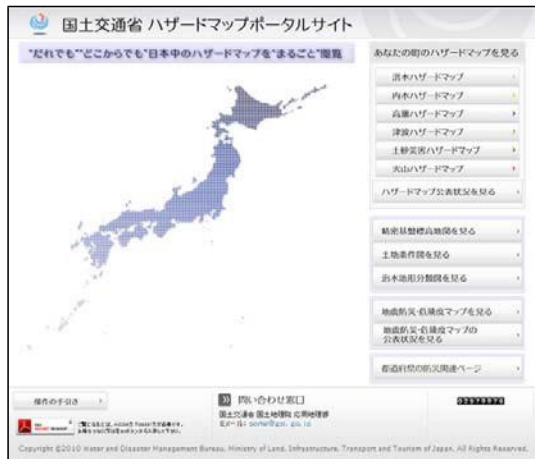 国土交通省 ハザードマップポータルサイト
"だれでも""どこからでも"日本中のハザードマップを"まるごと"閲覧
あなたの町のハザードマップを見る
洪水ハザードマップ
内水ハザードマップ
高潮ハザードマップ
津波ハザードマップ
土砂災害ハザードマップ
火山ハザードマップ
ハザードマップ公表状況を見る
精密基盤標高地図を見る
土地条件図を見る
治水地形分類図を見る
地震防災・危険度マップを見る
地震防災・危険度マップの
公表状況を見る
都道府県の防災関連ページ
操作の手引き
問い合わせ窓口
国土交通省 国土地理院 応用地理部
Copyright ©2010 Water and Disaster Management Bureau, Ministry of Land, Infrastructure, Transport and Tourism of Japan. All Rights Reserved.